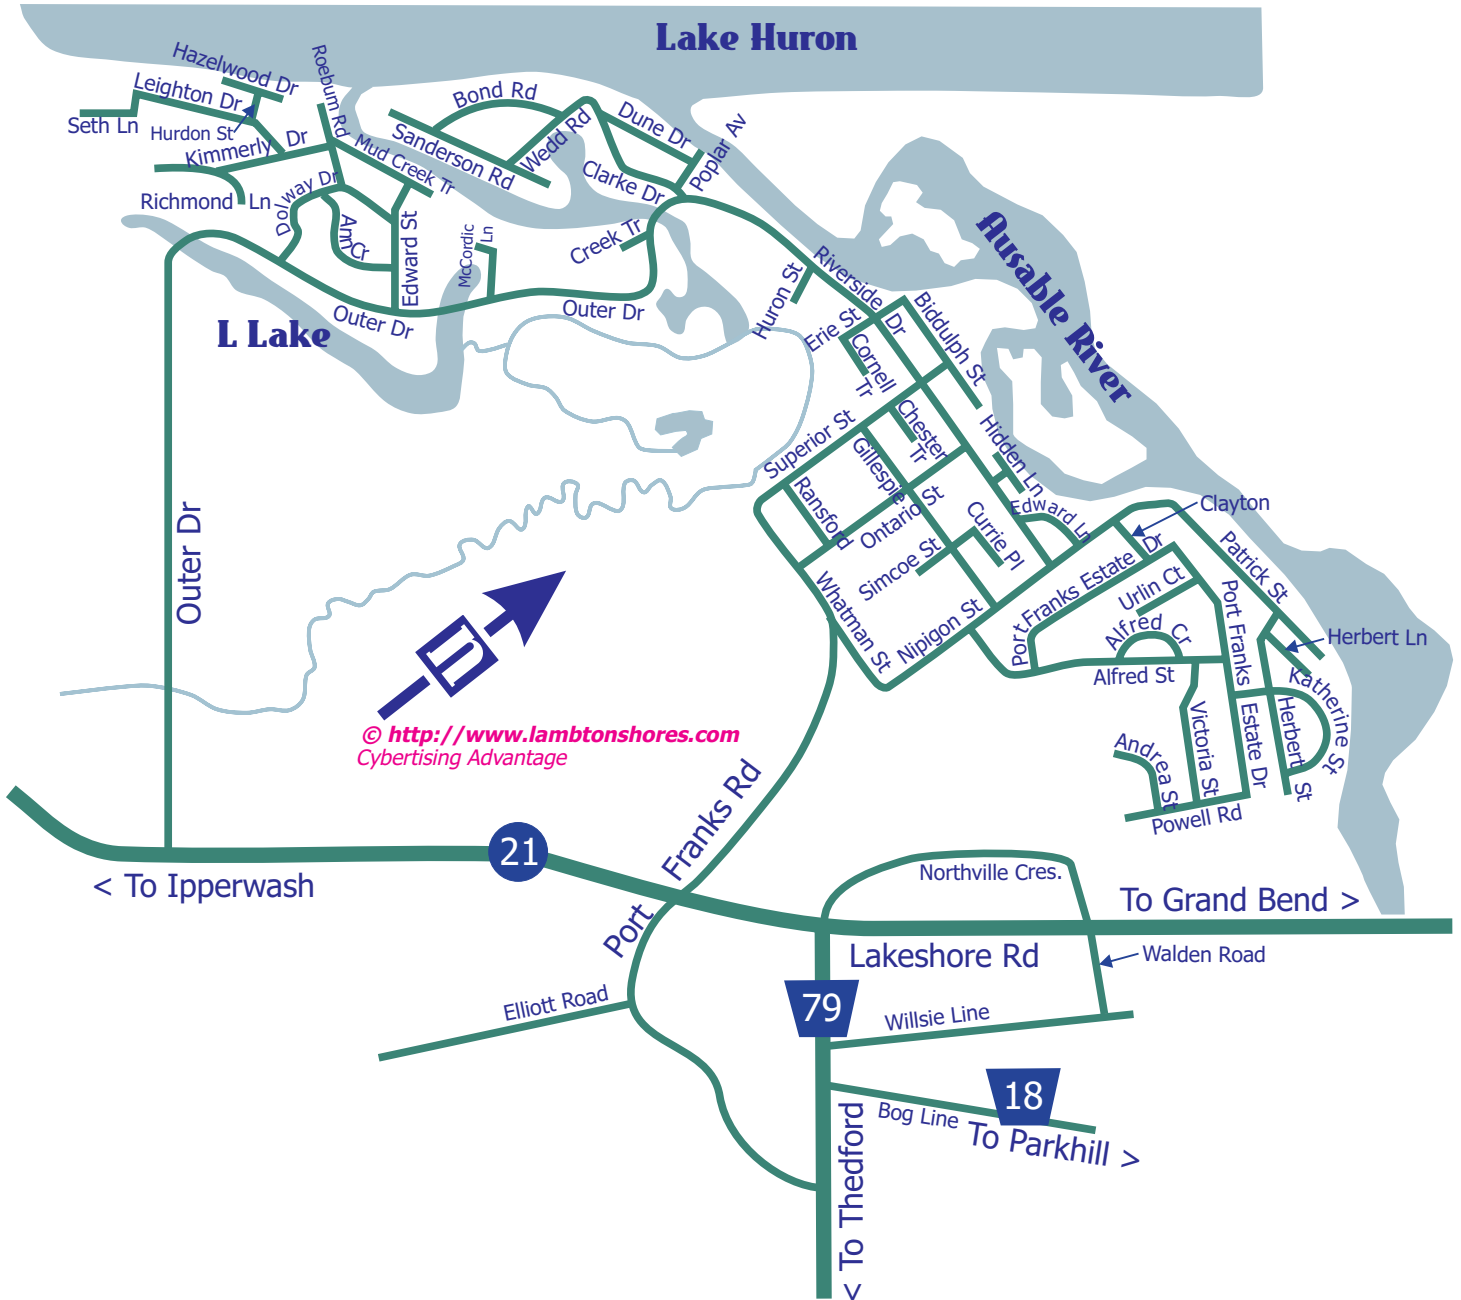 Lake Huron
Hazelwood Dr
Leighton Dr
Roeburn Rd
Seth Ln
Hurdon St
Kimmerly Dr
Mud Creek Tr
Richmond Ln
Dolway Dr
Ann Cr
Edward St
McCordic Ln
Bond Rd
Sanderson Rd
Wedd Rd
Dune Dr
Clarke Dr
Poplar Av
Creek Tr
Outer Dr
Outer Dr
L Lake
Huron St
Riverside Dr
Ausable River
Erie St
Cornell Tr
Biddulph St
Superior St
Chester Tr
Gillespie
Hidden Ln
Ransford
Ontario St
Currie Pl
Edward Ln
Simcoe St
Clayton
Outer Dr
Whatman St
Nipigon St
Port Franks Estate Dr
Urlin Ct
Alfred Cr
Patrick St
Herbert Ln
Alfred St
Port Franks Estate Dr
Katherine St
Herbert St
Victoria St
Andrea St
Powell Rd
© http://www.lambtonshores.com
Cybertising Advantage
Port Franks Rd
21
< To Ipperwash
Northville Cres.
To Grand Bend >
Lakeshore Rd
Walden Road
Elliott Road
79
Willsie Line
18
Bog Line
To Parkhill >
< To Thedford